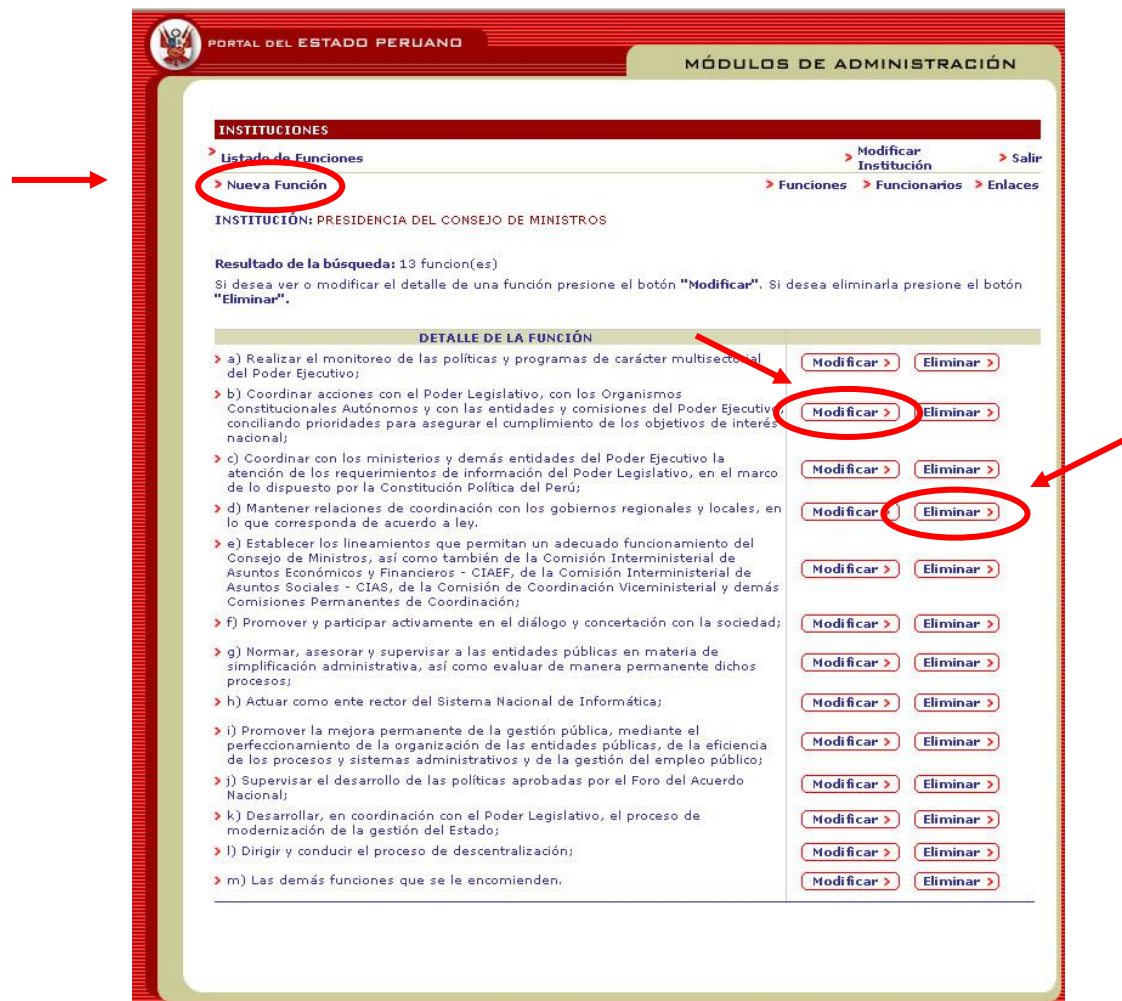 PORTAL DEL ESTADO PERUANO
MÓDULOS DE ADMINISTRACIÓN
INSTITUCIONES
> Listado de Funciones
> Modificar Institución > Salir
> Nueva Función
> Funciones > Funcionarios > Enlaces
INSTITUCIÓN: PRESIDENCIA DEL CONSEJO DE MINISTROS
Resultado de la búsqueda: 13 funcion(es)
Si desea ver o modificar el detalle de una función presione el botón "Modificar". Si desea eliminarla presione el botón
"Eliminar".
DETALLE DE LA FUNCIÓN
> a) Realizar el monitoreo de las políticas y programas de carácter multisectorial
del Poder Ejecutivo;
Modificar > Eliminar >
> b) Coordinar acciones con el Poder Legislativo, con los Organismos
Constitucionales Autónomos y con las entidades y comisiones del Poder Ejecutivo,
conciliando prioridades para asegurar el cumplimiento de los objetivos de interés
nacional;
Modificar > Eliminar >
> c) Coordinar con los ministerios y demás entidades del Poder Ejecutivo la
atención de los requerimientos de información del Poder Legislativo, en el marco
de lo dispuesto por la Constitución Política del Perú;
Modificar > Eliminar >
> d) Mantener relaciones de coordinación con los gobiernos regionales y locales, en
lo que corresponda de acuerdo a ley.
Modificar > Eliminar >
> e) Establecer los lineamientos que permitan un adecuado funcionamiento del
Consejo de Ministros, así como también de la Comisión Interministerial de
Asuntos Económicos y Financieros - CIAEF, de la Comisión Interministerial de
Asuntos Sociales - CIAS, de la Comisión de Coordinación Viceministerial y demás
Comisiones Permanentes de Coordinación;
Modificar > Eliminar >
> f) Promover y participar activamente en el diálogo y concertación con la sociedad;
Modificar > Eliminar >
> g) Normar, asesorar y supervisar a las entidades públicas en materia de
simplificación administrativa, así como evaluar de manera permanente dichos
procesos;
Modificar > Eliminar >
> h) Actuar como ente rector del Sistema Nacional de Informática;
Modificar > Eliminar >
> i) Promover la mejora permanente de la gestión pública, mediante el
perfeccionamiento de la organización de las entidades públicas, de la eficiencia
de los procesos y sistemas administrativos y de la gestión del empleo público;
Modificar > Eliminar >
> j) Supervisar el desarrollo de las políticas aprobadas por el Foro del Acuerdo
Nacional;
Modificar > Eliminar >
> k) Desarrollar, en coordinación con el Poder Legislativo, el proceso de
modernización de la gestión del Estado;
Modificar > Eliminar >
> l) Dirigir y conducir el proceso de descentralización;
Modificar > Eliminar >
> m) Las demás funciones que se le encomienden.
Modificar > Eliminar >